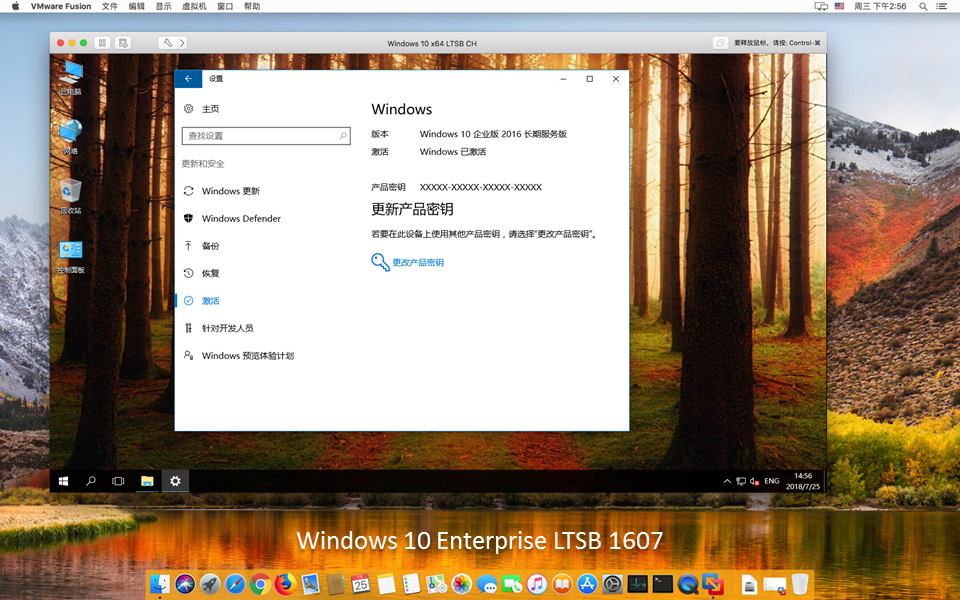 VMware Fusion 文件 编辑 显示 虚拟机 窗口 帮助 周三 下午2:56
Windows 10 x64 LTSB CH 要释放鼠标，请按: Control-⌘
此电脑
网络
回收站
控制面板
设置
主页
查找设置
更新和安全
Windows 更新
Windows Defender
备份
恢复
激活
针对开发人员
Windows 预览体验计划
Windows
版本 Windows 10 企业版 2016 长期服务版
激活 Windows 已激活
产品密钥 XXXXX-XXXXX-XXXXX-XXXXX
更新产品密钥
若要在此设备上使用其他产品密钥，请选择“更改产品密钥”。
更改产品密钥
ENG 14:56
2018/7/25
Windows 10 Enterprise LTSB 1607
25